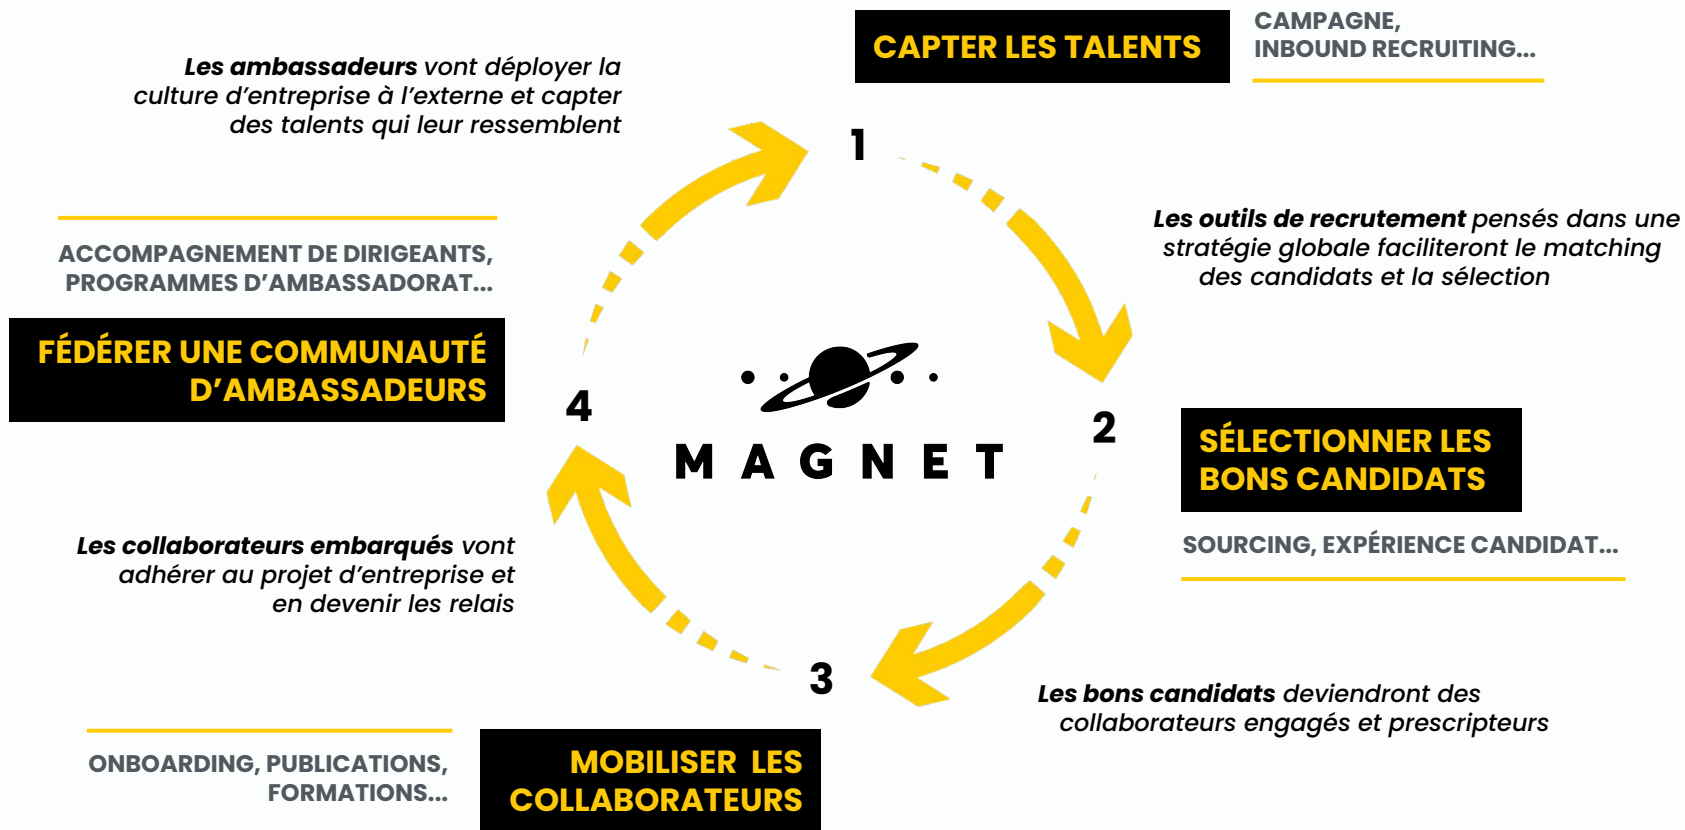 CAPTER LES TALENTS
CAMPAGNE,
INBOUND RECRUITING...
1
Les outils de recrutement pensés dans une
stratégie globale faciliteront le matching
des candidats et la sélection
2
SÉLECTIONNER LES
BONS CANDIDATS
SOURCING, EXPÉRIENCE CANDIDAT...
Les bons candidats deviendront des
collaborateurs engagés et prescripteurs
3
MOBILISER LES
COLLABORATEURS
ONBOARDING, PUBLICATIONS,
FORMATIONS...
Les collaborateurs embarqués vont
adhérer au projet d'entreprise et
en devenir les relais
4
FÉDÉRER UNE COMMUNAUTÉ
D'AMBASSADEURS
ACCOMPAGNEMENT DE DIRIGEANTS,
PROGRAMMES D'AMBASSADORAT...
Les ambassadeurs vont déployer la
culture d'entreprise à l'externe et capter
des talents qui leur ressemblent
MAGNET